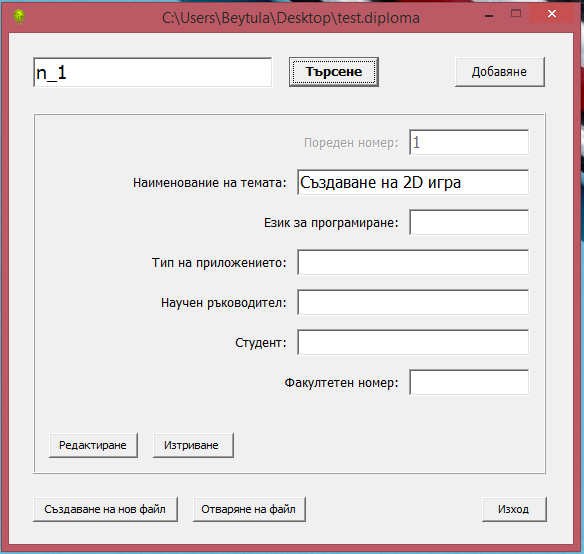 C:\Users\Beytula\Desktop\test.diploma
n_1 Търсене Добавяне
Пореден номер: 1
Наименование на темата: Създаване на 2D игра
Език за програмиране:
Тип на приложението:
Научен ръководител:
Студент:
Факултетен номер:
Редактиране Изтриване
Създаване на нов файл Отваряне на файл Изход